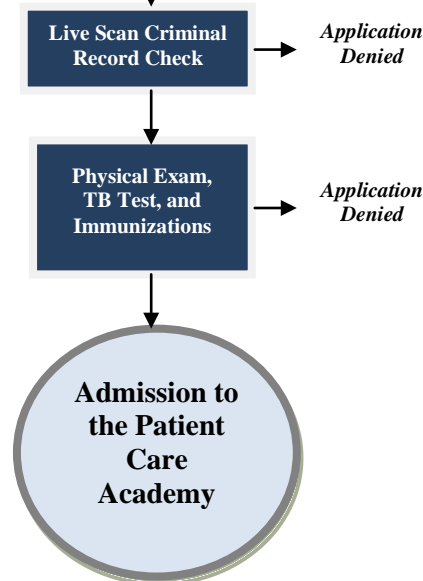 Live Scan Criminal
Record Check
Application
Denied
Physical Exam,
TB Test, and
Immunizations
Application
Denied
Admission to
the Patient
Care
Academy